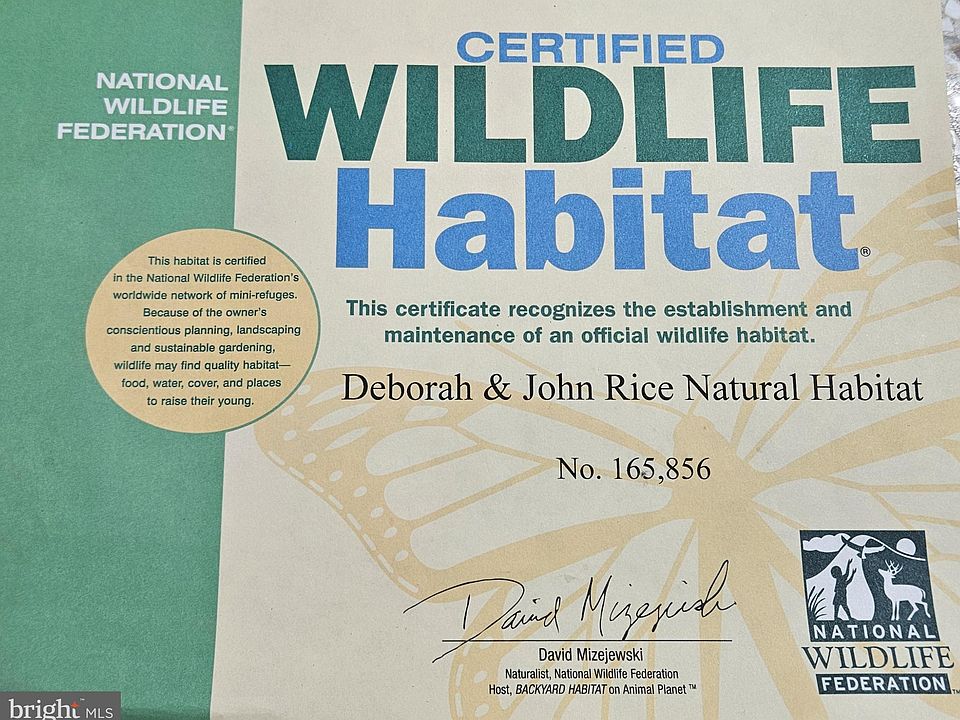 NATIONAL
WILDLIFE
FEDERATION®
CERTIFIED
WILDLIFE
Habitat®
This habitat is certified
in the National Wildlife Federation's
worldwide network of mini-refuges.
Because of the owner's
conscientious planning, landscaping
and sustainable gardening,
wildlife may find quality habitat—
food, water, cover, and places
to raise their young.
This certificate recognizes the establishment and
maintenance of an official wildlife habitat.
Deborah & John Rice Natural Habitat
No. 165,856
David Mizejewski
David Mizejewski
Naturalist, National Wildlife Federation
Host, BACKYARD HABITAT on Animal Planet ™
NATIONAL
WILDLIFE
FEDERATION™
bright MLS